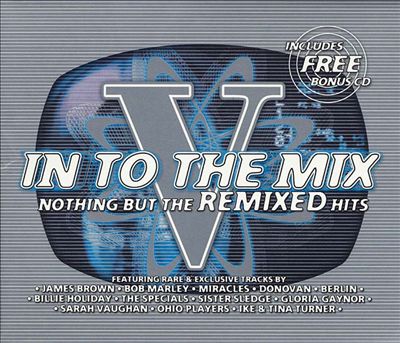 INCLUDES
FREE
BONUS CD
V
IN TO THE MIX
NOTHING BUT THE REMIXED HITS
FEATURING RARE & EXCLUSIVE TRACKS BY
• JAMES BROWN • BOB MARLEY • MIRACLES • DONOVAN • BERLIN •
• BILLIE HOLIDAY • THE SPECIALS • SISTER SLEDGE • GLORIA GAYNOR •
• SARAH VAUGHAN • OHIO PLAYERS • IKE & TINA TURNER •